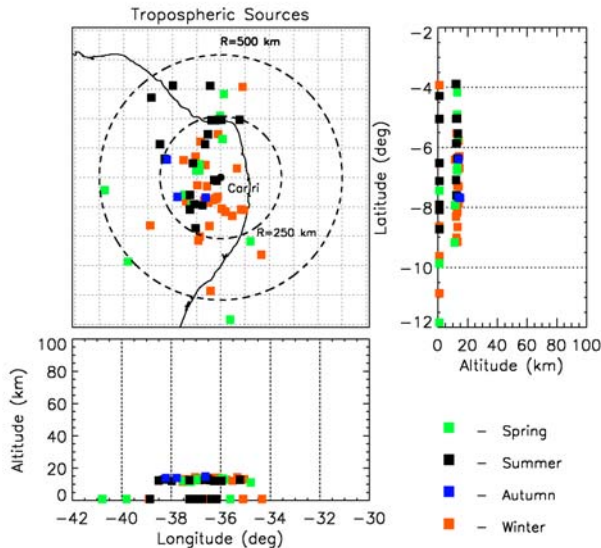 Tropospheric Sources
R=500 km
Cariri
R=250 km
Latitude (deg)
-2
-4
-6
-8
-10
-12
0 20 40 60 80 100
Altitude (km)
Altitude (km)
100
80
60
40
20
0
-42 -40 -38 -36 -34 -32 -30
Longitude (deg)
- Spring
- Summer
- Autumn
- Winter